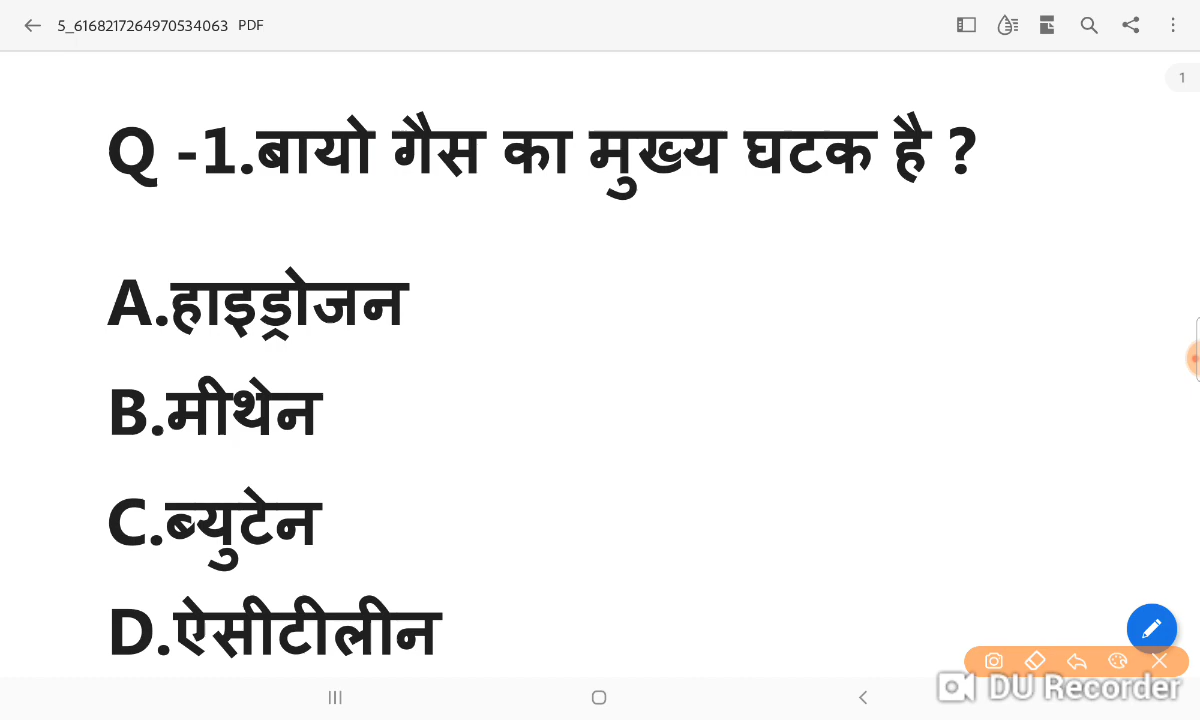 5_6168217264970534063 PDF
1
Q -1.बायो गैस का मुख्य घटक है ?
A.हाइड्रोजन
B.मीथेन
C.ब्युटेन
D.ऐसीटीलीन
DU Recorder